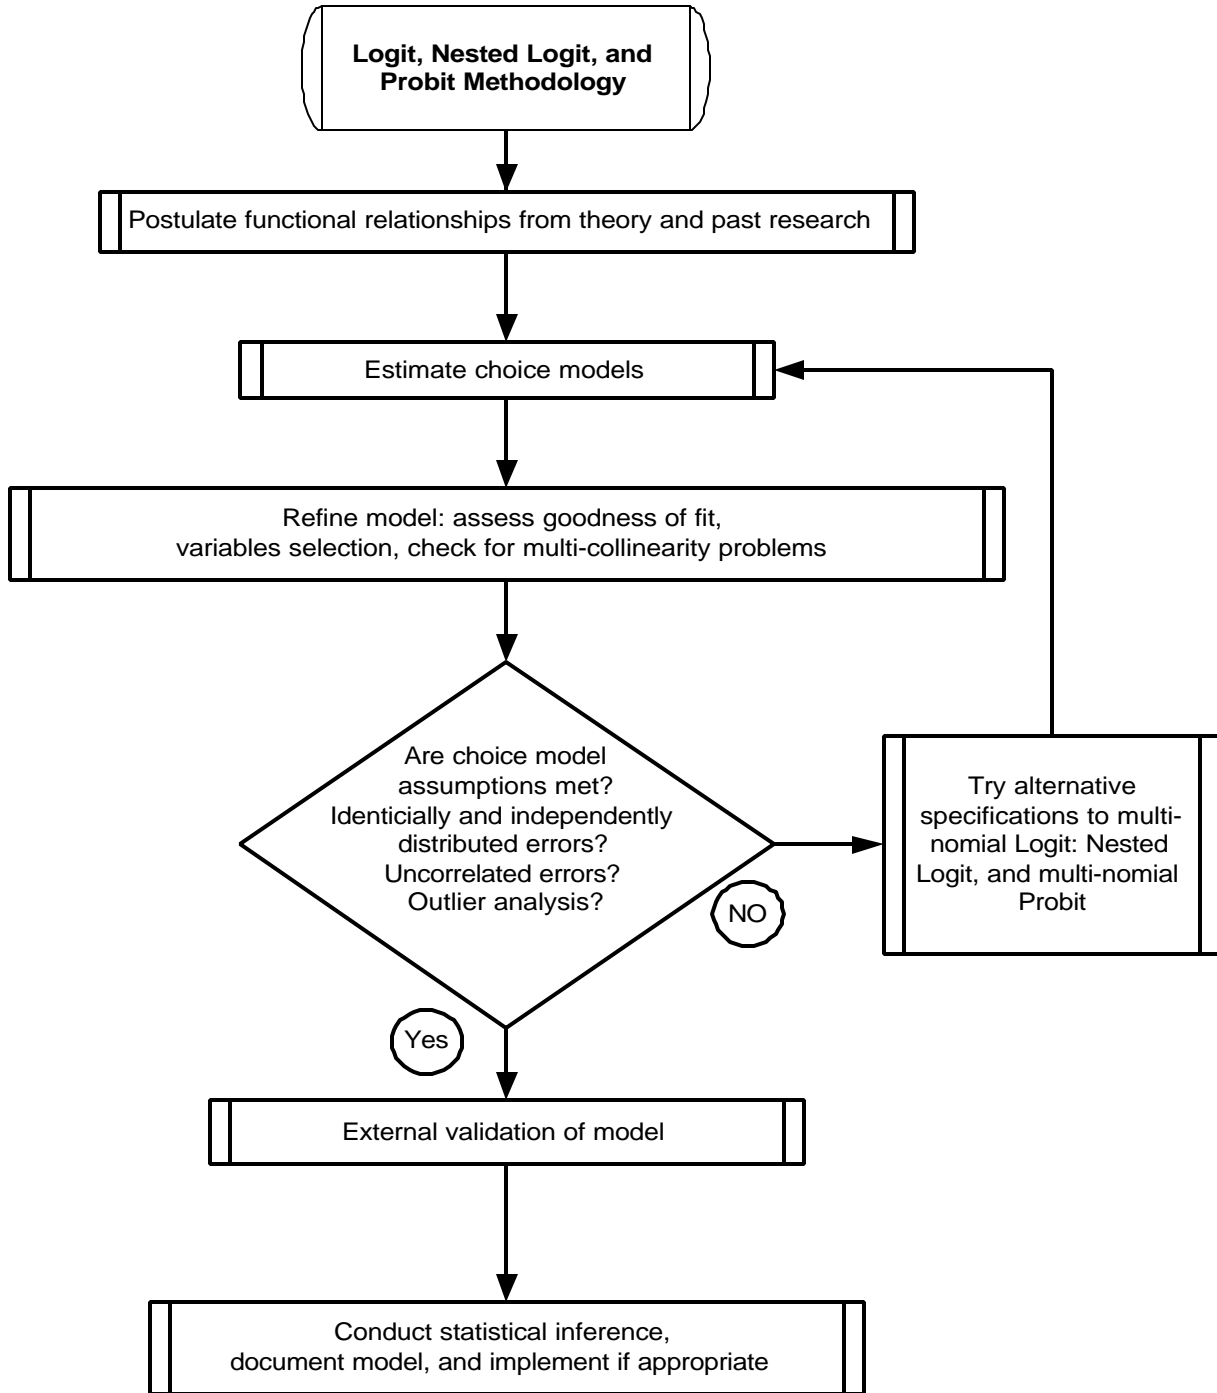 Logit, Nested Logit, and
Probit Methodology
Postulate functional relationships from theory and past research
Estimate choice models
Refine model: assess goodness of fit,
variables selection, check for multi-collinearity problems
Are choice model
assumptions met?
Identicially and independently
distributed errors?
Uncorrelated errors?
Outlier analysis?
NO
Try alternative
specifications to multi-
nomial Logit: Nested
Logit, and multi-nomial
Probit
Yes
External validation of model
Conduct statistical inference,
document model, and implement if appropriate